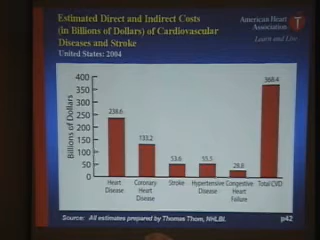 Estimated Direct and Indirect Costs
(in Billions of Dollars) of Cardiovascular
Diseases and Stroke
United States: 2004
American Heart
Association
Learn and Live
Billions of Dollars
400
350
300
250
200
150
100
50
0
238.6
133.2
53.6
55.5
28.8
368.4
Heart
Disease
Coronary
Heart
Disease
Stroke
Hypertensive
Disease
Congestive
Heart
Failure
Total CVD
Source: All estimates prepared by Thomas Thom, NHLBI.
p42